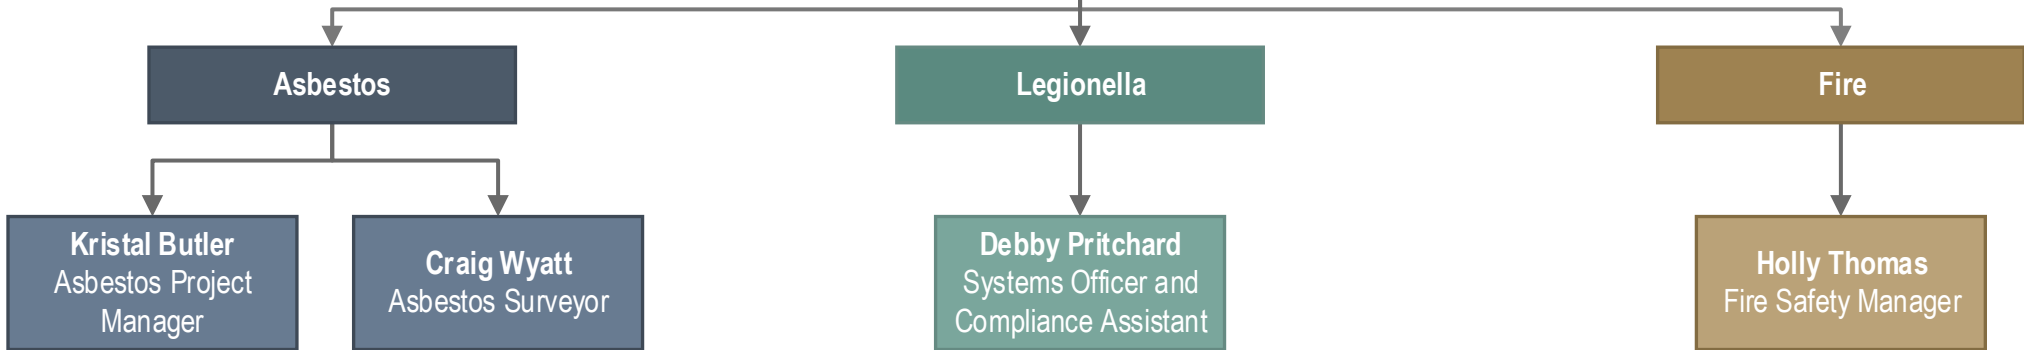 Asbestos
Legionella
Fire
Kristal Butler
Asbestos Project
Manager
Craig Wyatt
Asbestos Surveyor
Debby Pritchard
Systems Officer and
Compliance Assistant
Holly Thomas
Fire Safety Manager